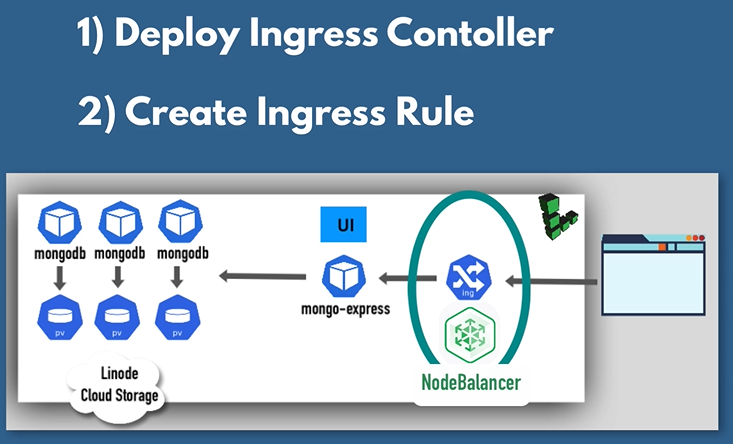 1) Deploy Ingress Contoller
2) Create Ingress Rule
mongodb mongodb mongodb
UI
mongo-express
ing
pv pv pv
NodeBalancer
Linode
Cloud Storage